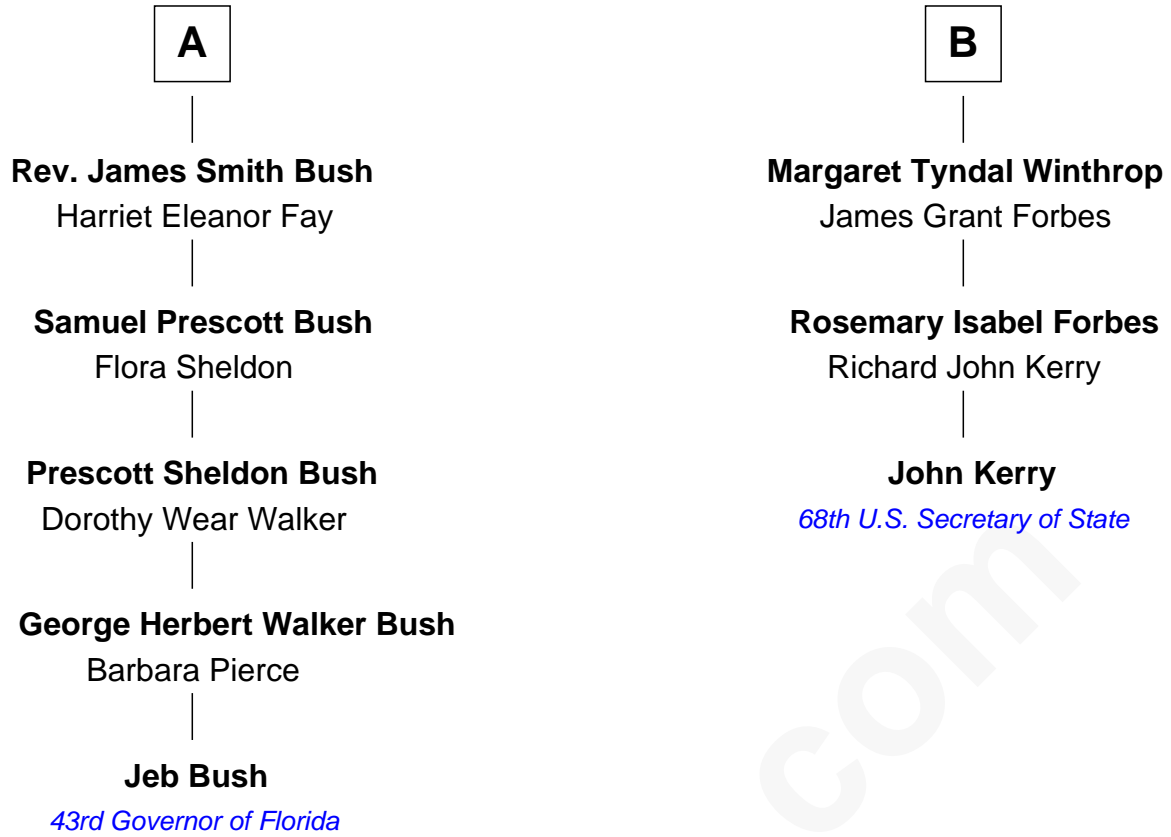 A
Rev. James Smith Bush
Harriet Eleanor Fay
Samuel Prescott Bush
Flora Sheldon
Prescott Sheldon Bush
Dorothy Wear Walker
George Herbert Walker Bush
Barbara Pierce
Jeb Bush
43rd Governor of Florida
B
Margaret Tyndal Winthrop
James Grant Forbes
Rosemary Isabel Forbes
Richard John Kerry
John Kerry
68th U.S. Secretary of State
com